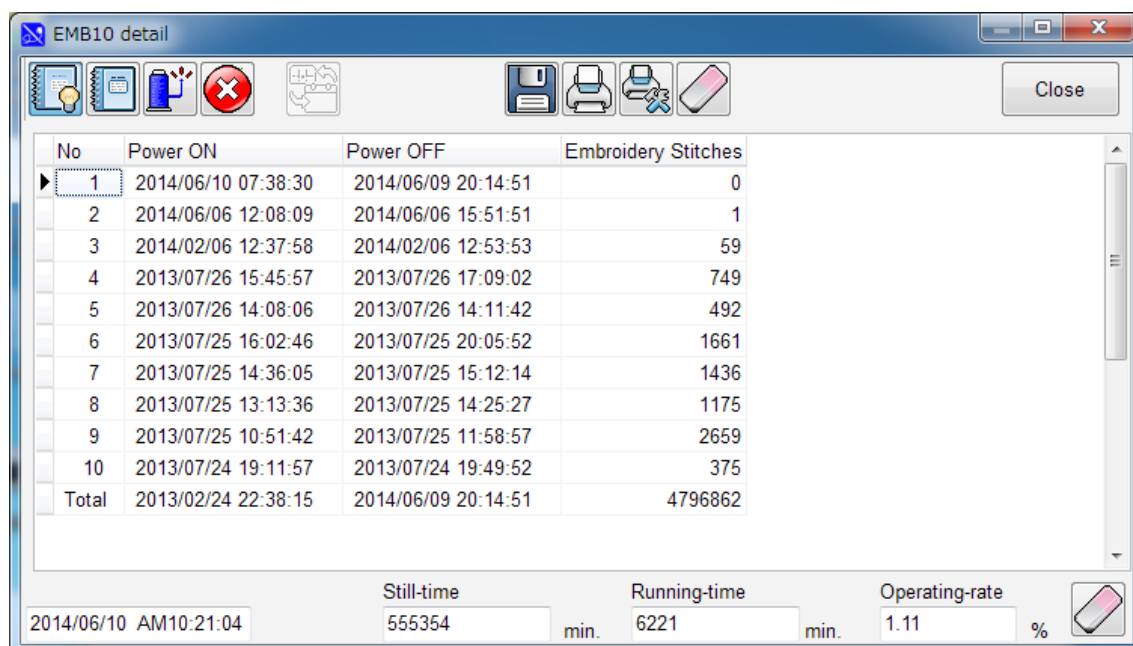 EMB10 detail
Close
No Power ON Power OFF Embroidery Stitches
1 2014/06/10 07:38:30 2014/06/09 20:14:51 0
2 2014/06/06 12:08:09 2014/06/06 15:51:51 1
3 2014/02/06 12:37:58 2014/02/06 12:53:53 59
4 2013/07/26 15:45:57 2013/07/26 17:09:02 749
5 2013/07/26 14:08:06 2013/07/26 14:11:42 492
6 2013/07/25 16:02:46 2013/07/25 20:05:52 1661
7 2013/07/25 14:36:05 2013/07/25 15:12:14 1436
8 2013/07/25 13:13:36 2013/07/25 14:25:27 1175
9 2013/07/25 10:51:42 2013/07/25 11:58:57 2659
10 2013/07/24 19:11:57 2013/07/24 19:49:52 375
Total 2013/02/24 22:38:15 2014/06/09 20:14:51 4796862
Still-time Running-time Operating-rate
2014/06/10 AM10:21:04 555354 min. 6221 min. 1.11 %